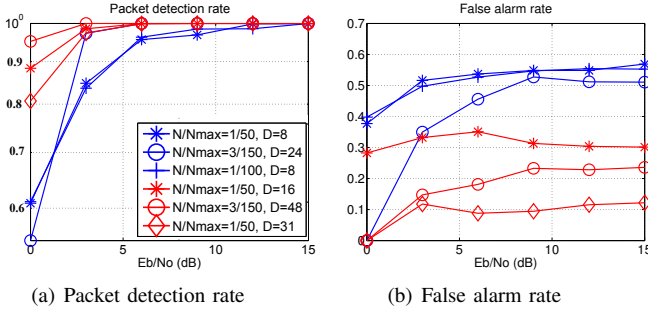 Packet detection rate
10^0
0.9
0.8
0.7
0.6
N/Nmax=1/50, D=8
N/Nmax=3/150, D=24
N/Nmax=1/100, D=8
N/Nmax=1/50, D=16
N/Nmax=3/150, D=48
N/Nmax=1/50, D=31
0 5 10 15
Eb/No (dB)
(a) Packet detection rate
False alarm rate
0.7
0.6
0.5
0.4
0.3
0.2
0.1
0
0 5 10 15
Eb/No (dB)
(b) False alarm rate